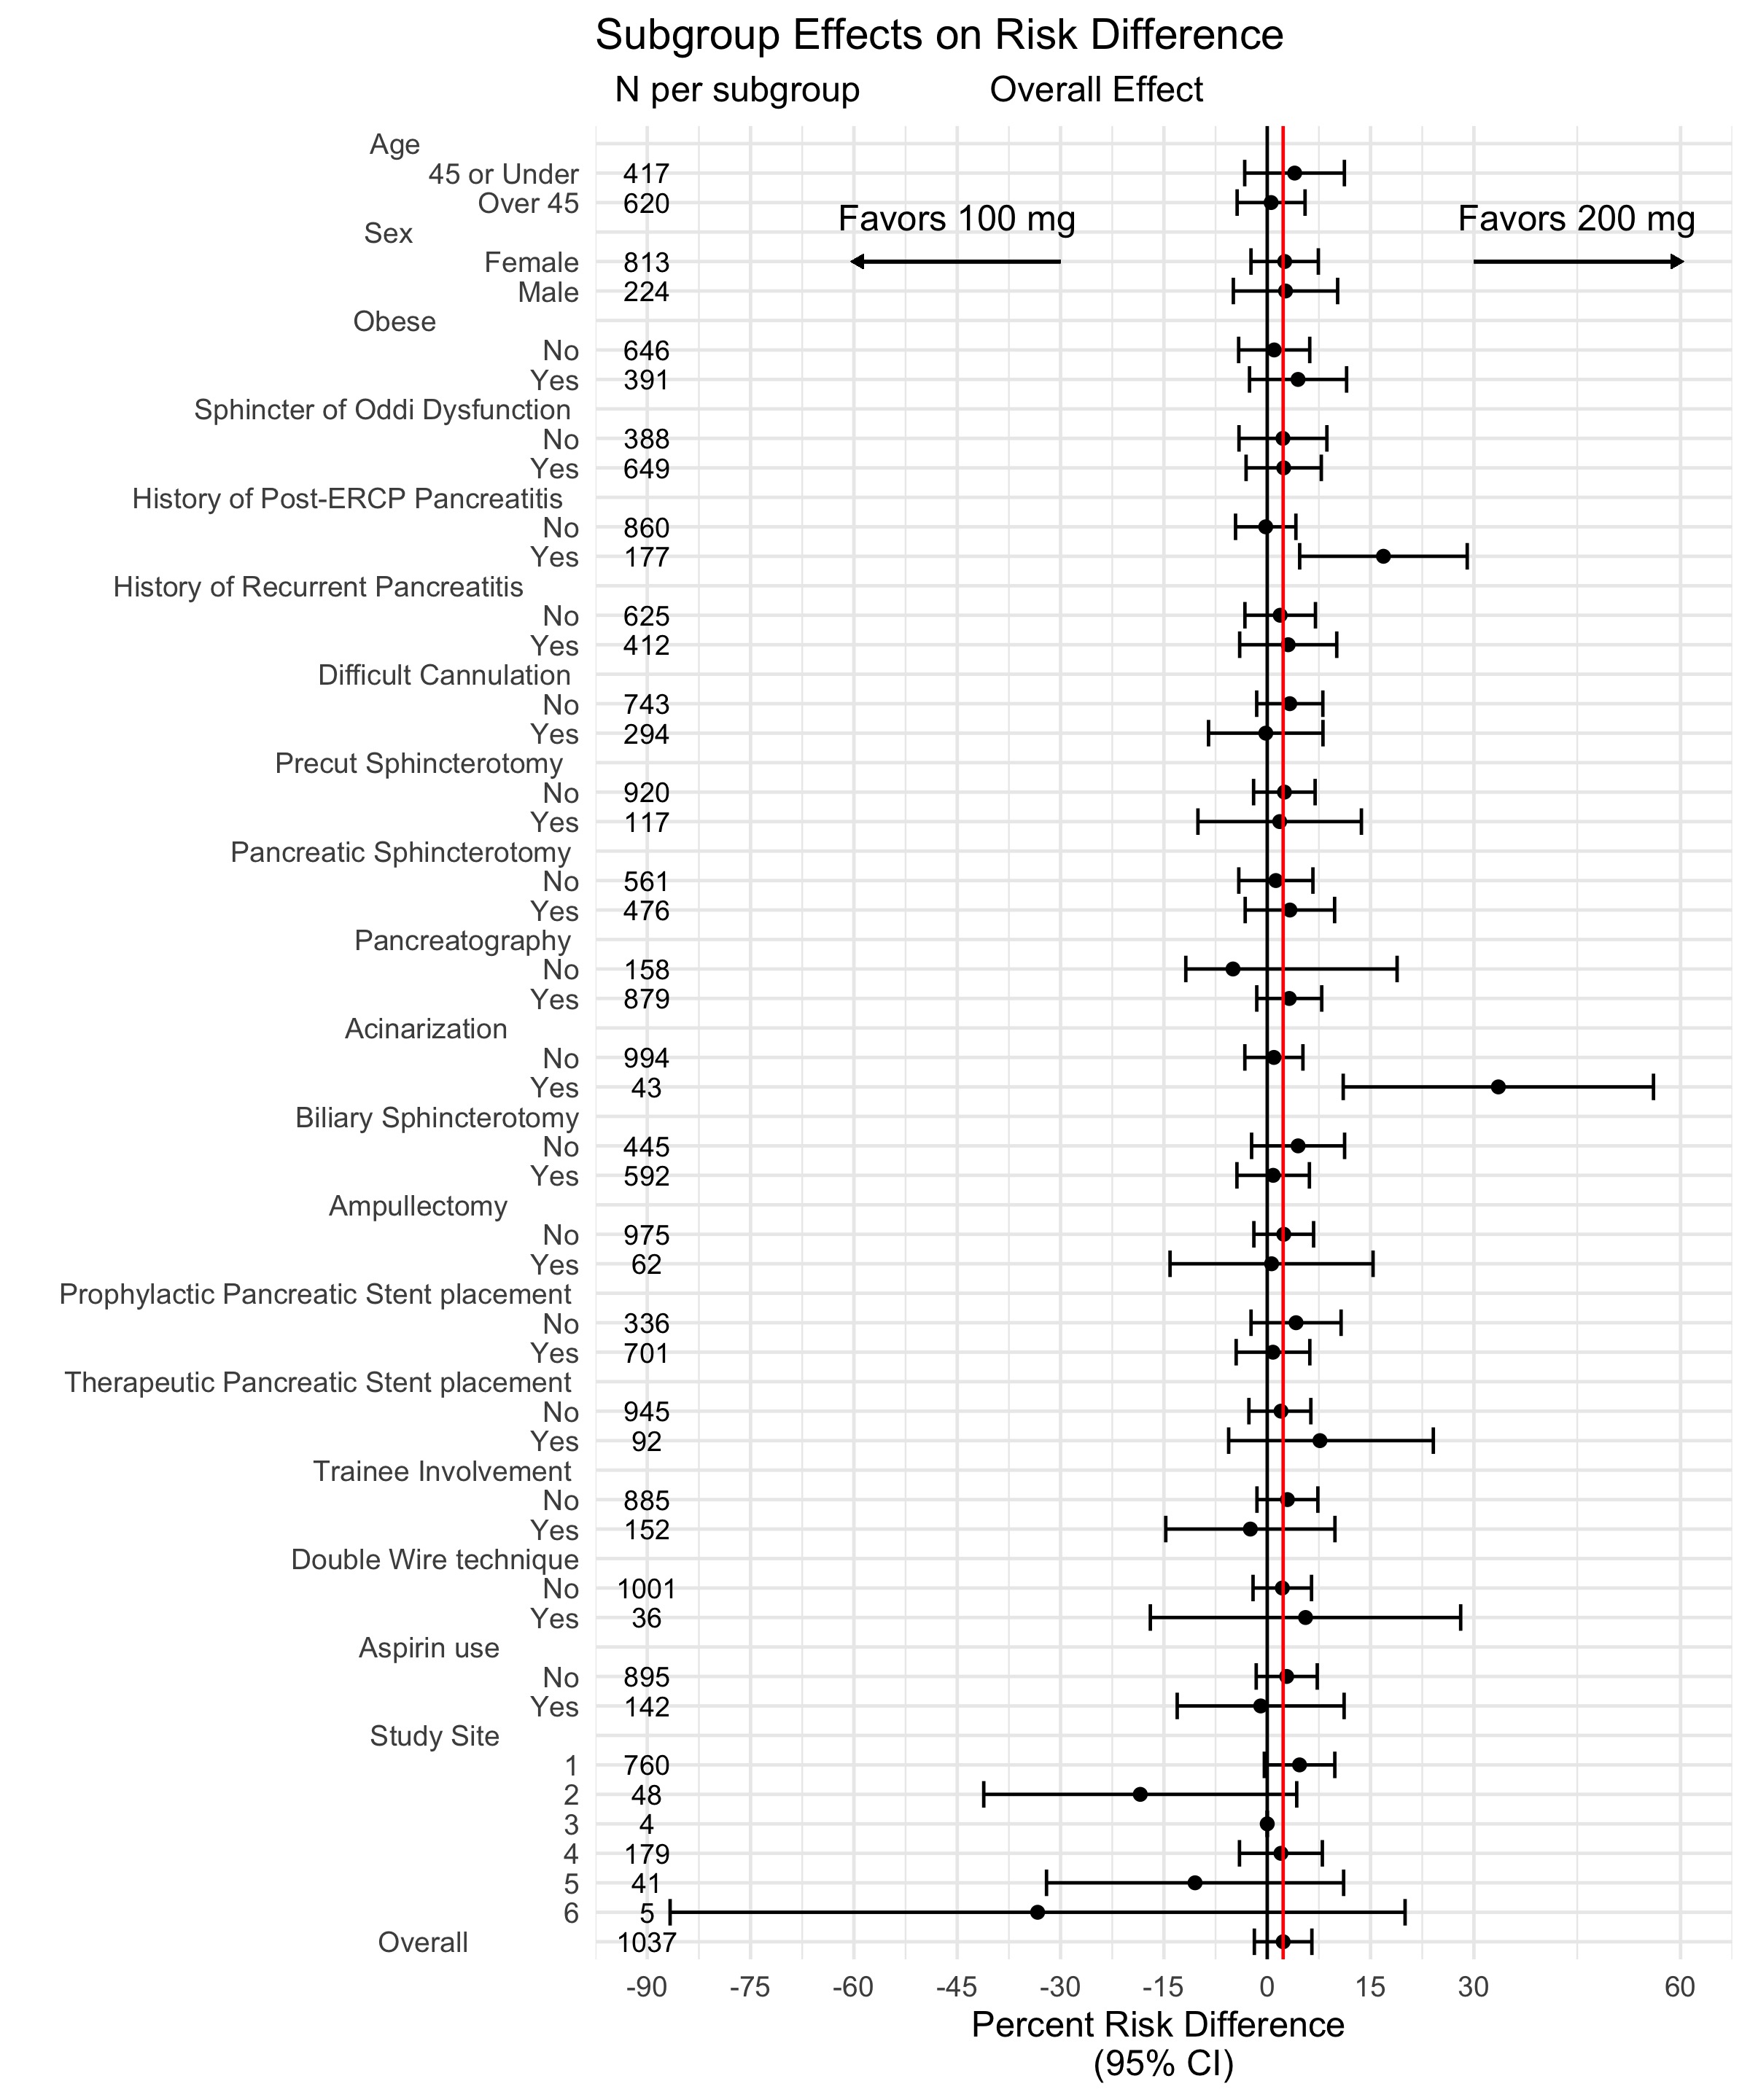 Subgroup Effects on Risk Difference
N per subgroup Overall Effect
Age
45 or Under 417
Over 45 620
Favors 100 mg Favors 200 mg
Sex
Female 813
Male 224
Obese
No 646
Yes 391
Sphincter of Oddi Dysfunction
No 388
Yes 649
History of Post-ERCP Pancreatitis
No 860
Yes 177
History of Recurrent Pancreatitis
No 625
Yes 412
Difficult Cannulation
No 743
Yes 294
Precut Sphincterotomy
No 920
Yes 117
Pancreatic Sphincterotomy
No 561
Yes 476
Pancreatography
No 158
Yes 879
Acinarization
No 994
Yes 43
Biliary Sphincterotomy
No 445
Yes 592
Ampullectomy
No 975
Yes 62
Prophylactic Pancreatic Stent placement
No 336
Yes 701
Therapeutic Pancreatic Stent placement
No 945
Yes 92
Trainee Involvement
No 885
Yes 152
Double Wire technique
No 1001
Yes 36
Aspirin use
No 895
Yes 142
Study Site
1 760
2 48
3 4
4 179
5 41
6 5
Overall 1037
-90 -75 -60 -45 -30 -15 0 15 30 60
Percent Risk Difference
(95% CI)